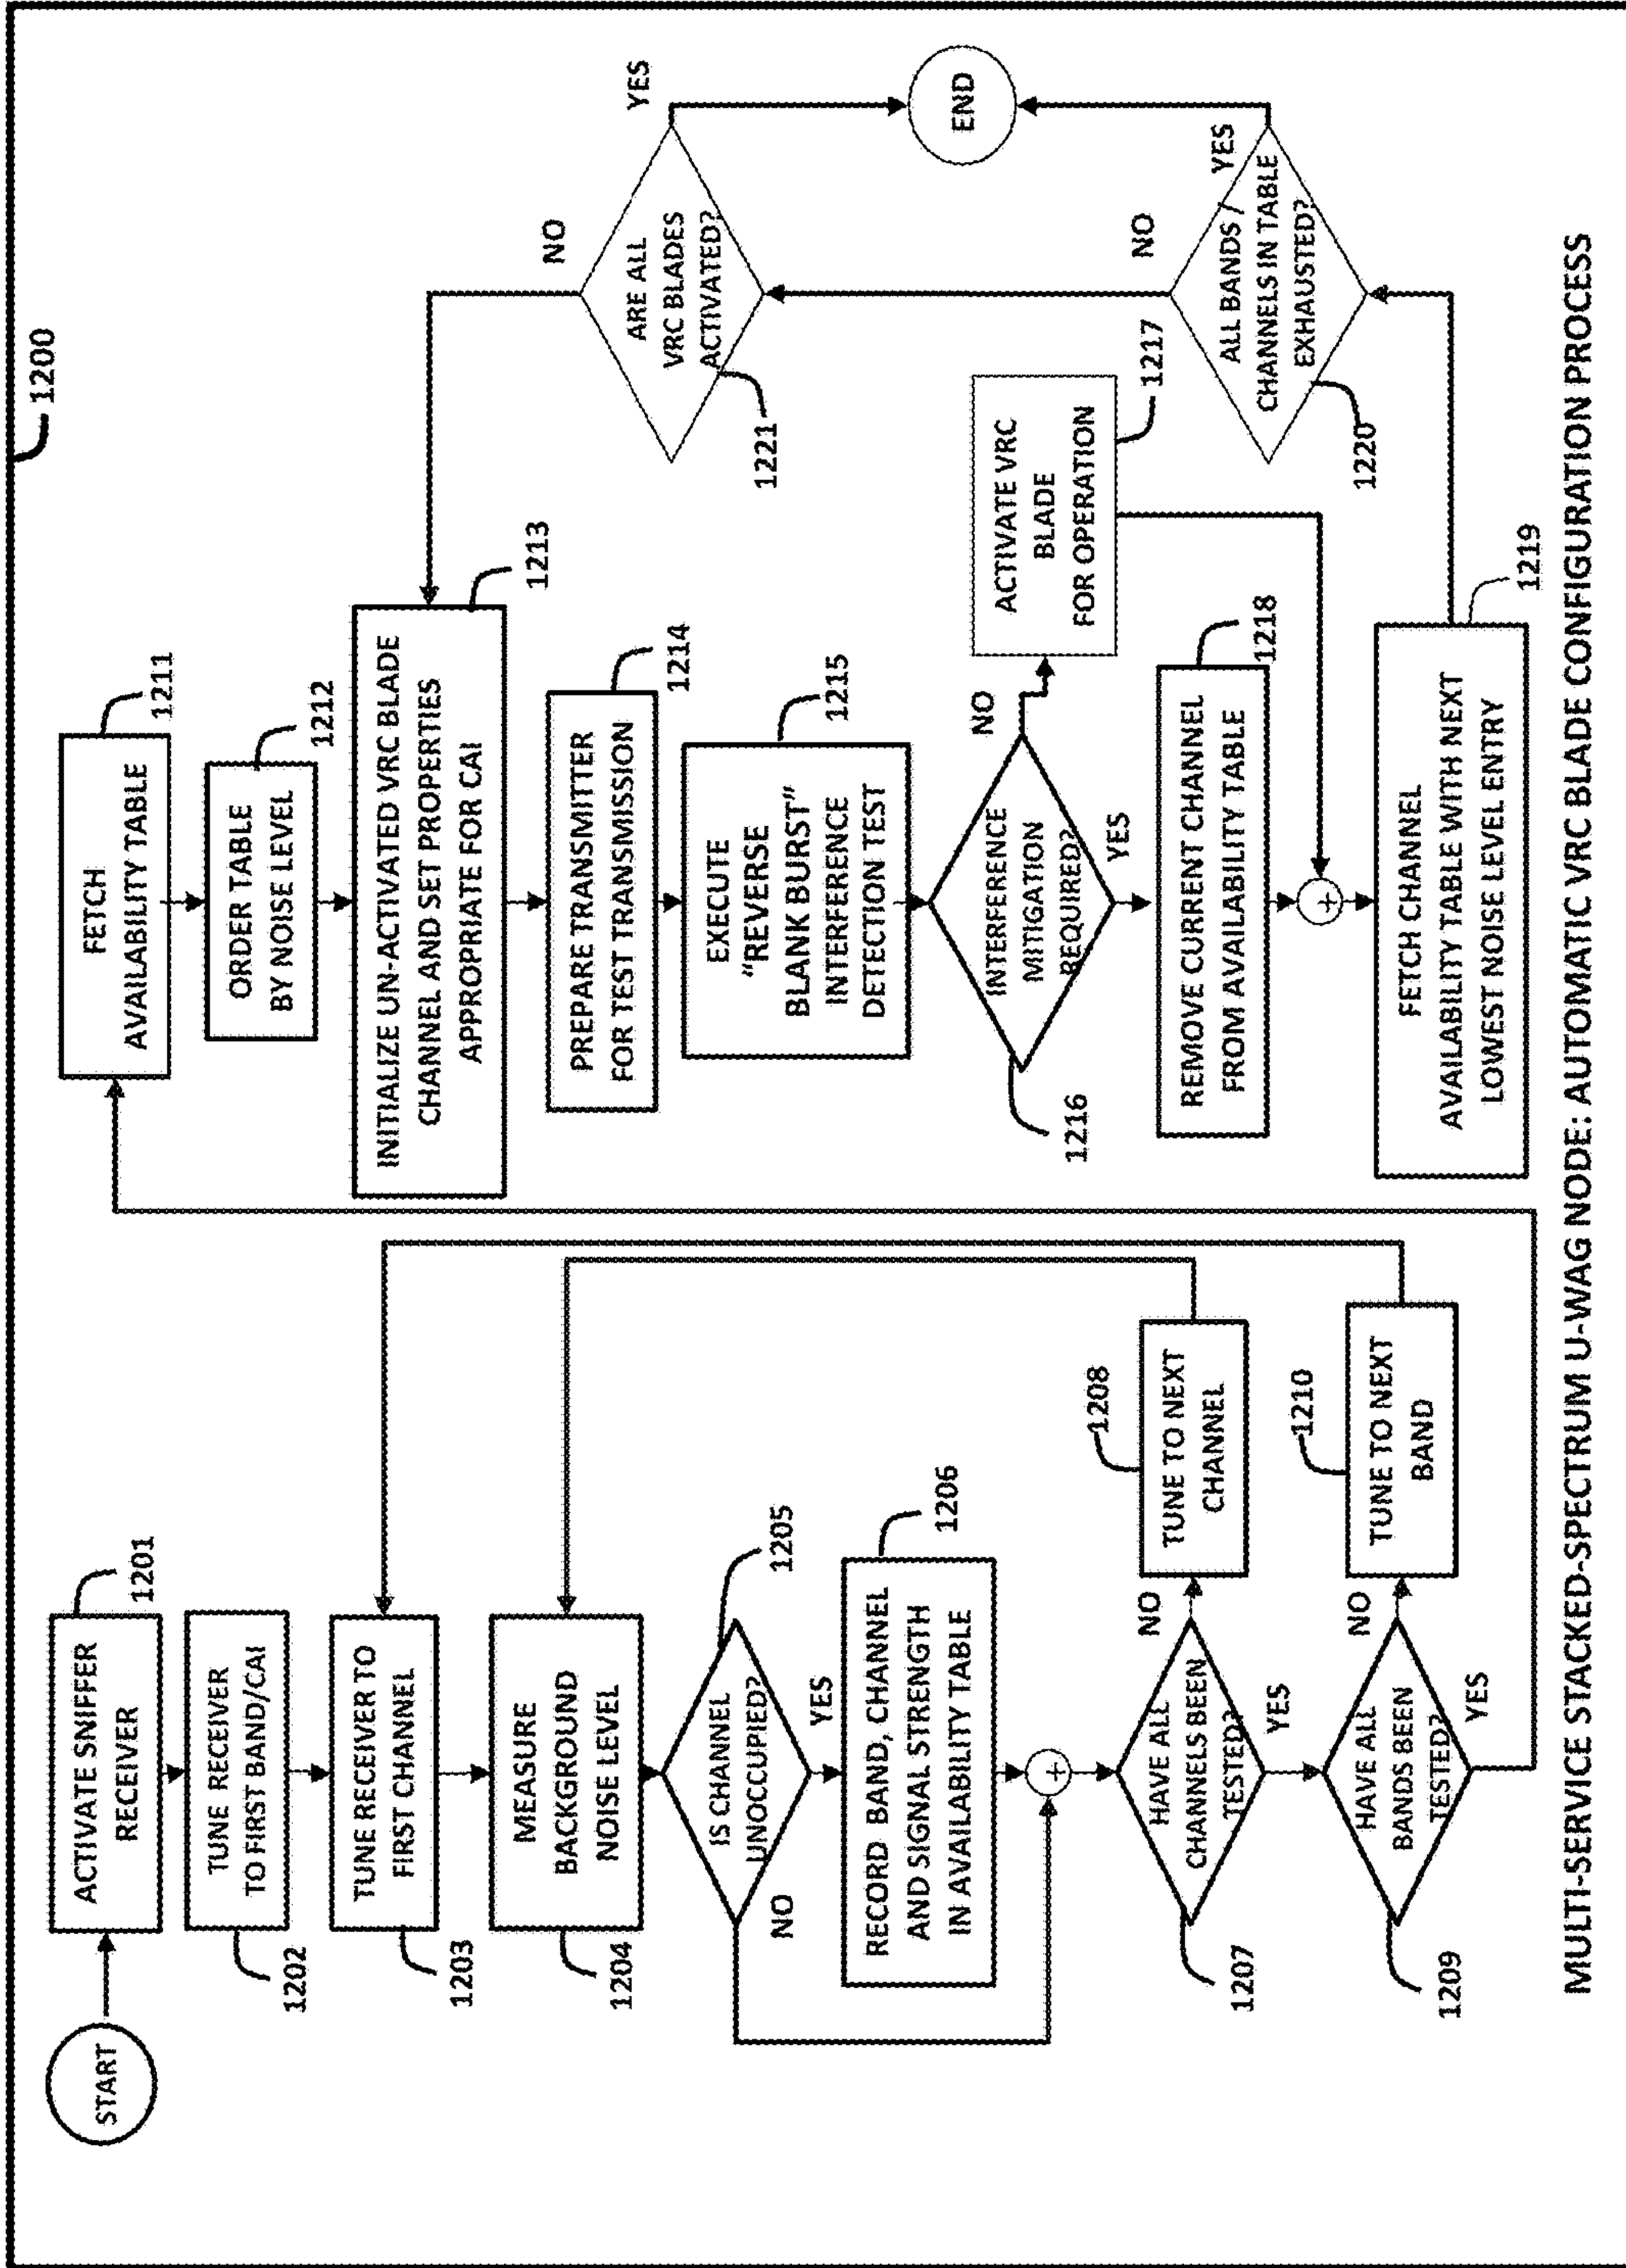 1200
START
ACTIVATE SNIFFER
RECEIVER
1201
TUNE RECEIVER
TO FIRST BAND/CAI
1202
TUNE RECEIVER TO
FIRST CHANNEL
1203
MEASURE
BACKGROUND
NOISE LEVEL
1204
IS CHANNEL
UNOCCUPIED?
1205
NO
YES
RECORD BAND, CHANNEL
AND SIGNAL STRENGTH
IN AVAILABILITY TABLE
1206
+
HAVE ALL
CHANNELS BEEN
TESTED?
1207
NO
YES
TUNE TO NEXT
CHANNEL
1208
HAVE ALL
BANDS BEEN
TESTED?
1209
NO
YES
TUNE TO NEXT
BAND
1210
FETCH
AVAILABILITY TABLE
1211
ORDER TABLE
BY NOISE LEVEL
1212
INITIALIZE UN-ACTIVATED VRC BLADE
CHANNEL AND SET PROPERTIES
APPROPRIATE FOR CAI
1213
PREPARE TRANSMITTER
FOR TEST TRANSMISSION
1214
EXECUTE
“REVERSE
BLANK BURST”
INTERFERENCE
DETECTION TEST
1215
INTERFERENCE
MITIGATION
REQUIRED?
1216
NO
YES
ACTIVATE VRC
BLADE
FOR OPERATION
1217
REMOVE CURRENT CHANNEL
FROM AVAILABILITY TABLE
1218
+
FETCH CHANNEL
AVAILABILITY TABLE WITH NEXT
LOWEST NOISE LEVEL ENTRY
1219
ALL BANDS /
CHANNELS IN TABLE
EXHAUSTED?
1220
NO
YES
ARE ALL
VRC BLADES
ACTIVATED?
1221
NO
YES
END
MULTI-SERVICE STACKED-SPECTRUM U-WAG NODE: AUTOMATIC VRC BLADE CONFIGURATION PROCESS